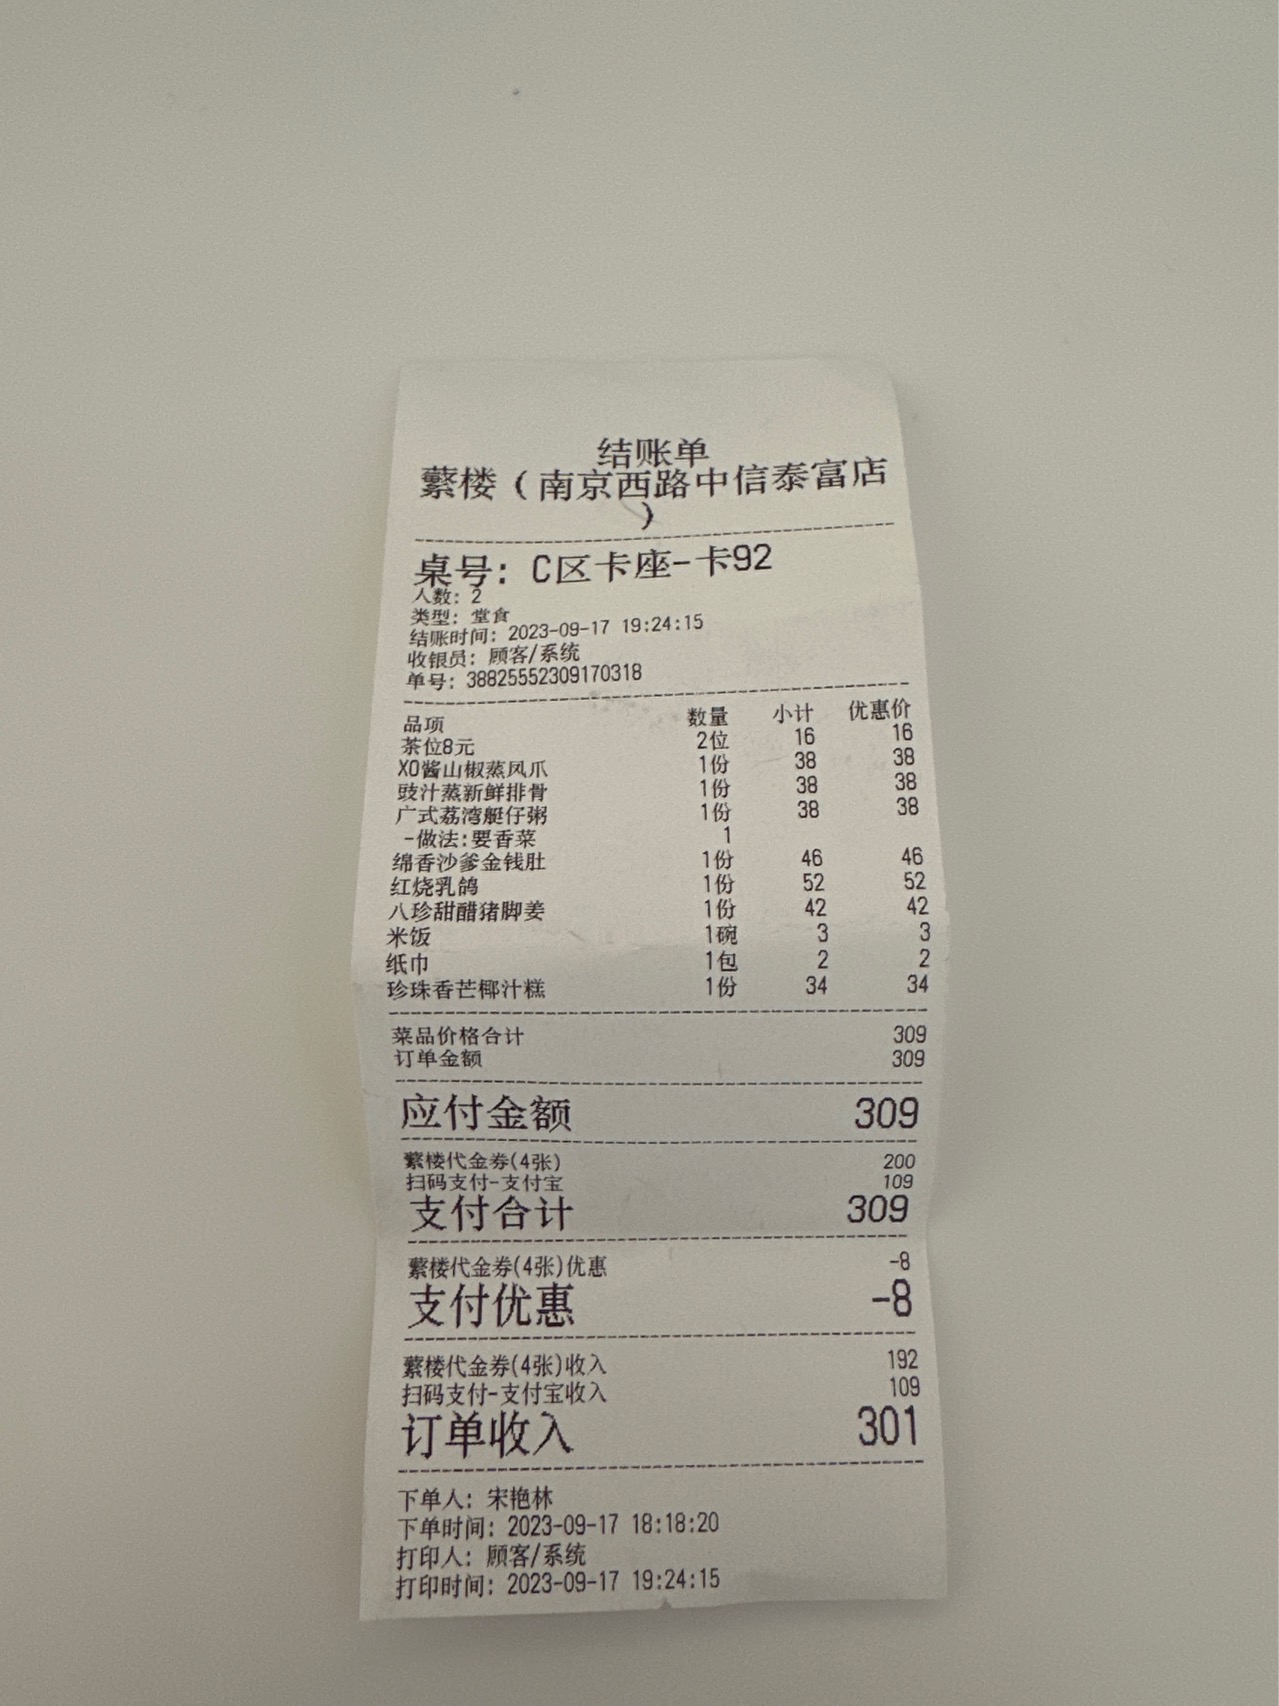 结账单
蘩楼（南京西路中信泰富店
）
桌号: C区卡座-卡92
人数: 2
类型: 堂食
结账时间: 2023-09-17 19:24:15
收银员: 顾客/系统
单号: 38825552309170318
品项 数量 小计 优惠价
茶位8元 2位 16 16
XO酱山椒蒸凤爪 1份 38 38
豉汁蒸新鲜排骨 1份 38 38
广式荔湾艇仔粥 1份 38 38
-做法:要香菜 1
绵香沙爹金钱肚 1份 46 46
红烧乳鸽 1份 52 52
八珍甜醋猪脚姜 1份 42 42
米饭 1碗 3 3
纸巾 1包 2 2
珍珠香芒椰汁糕 1份 34 34
菜品价格合计 309
订单金额 309
应付金额 309
蘩楼代金券(4张) 200
扫码支付-支付宝 109
支付合计 309
蘩楼代金券(4张)优惠 -8
支付优惠 -8
蘩楼代金券(4张)收入 192
扫码支付-支付宝收入 109
订单收入 301
下单人: 宋艳林
下单时间: 2023-09-17 18:18:20
打印人: 顾客/系统
打印时间: 2023-09-17 19:24:15